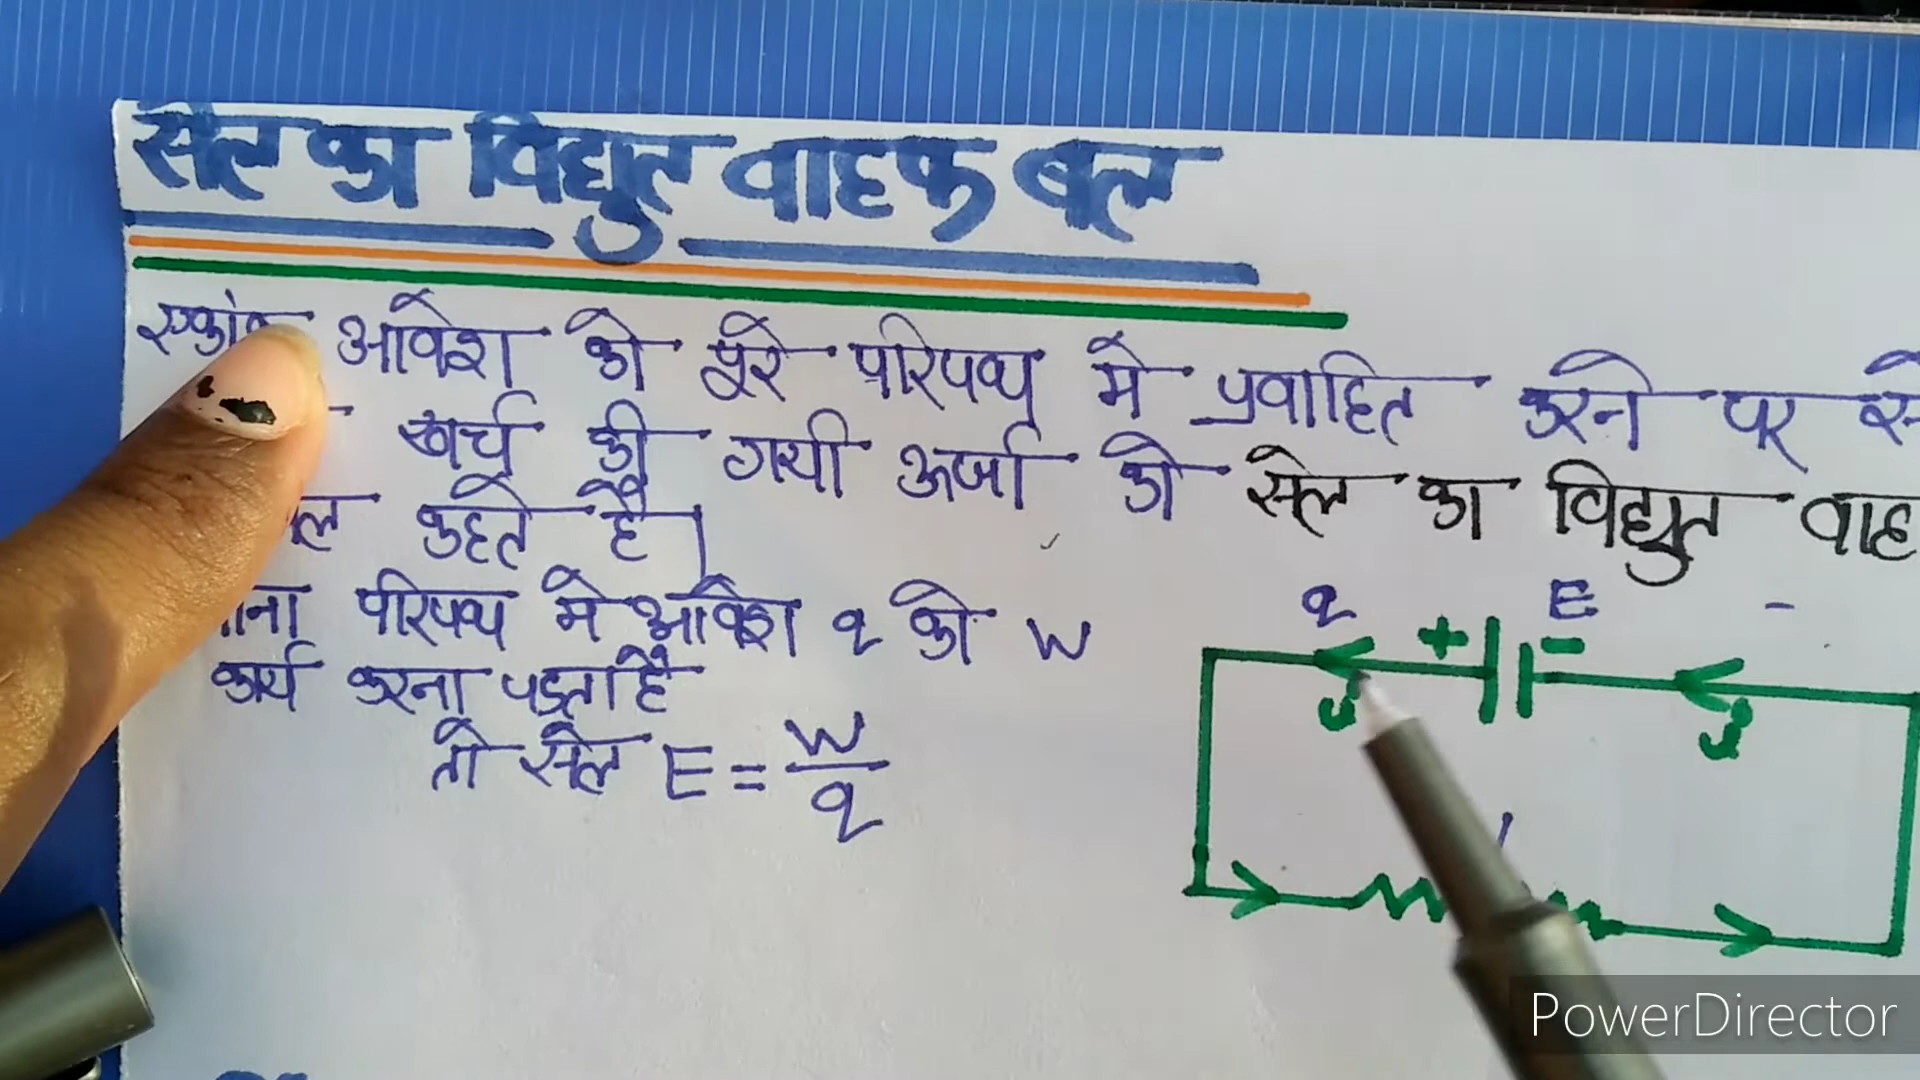 सेल का विद्युत वाहक बल
आवेश को पूरे परिपथ मे प्रवाहित करने पर
खर्च की गयी ऊर्जा को सेल का विद्युत वाह
कहते है।
परिपथ मे आवेश q को W
कार्य करना पड़ता है
तो सेल E = W/q
q E
+ -
i i
PowerDirector